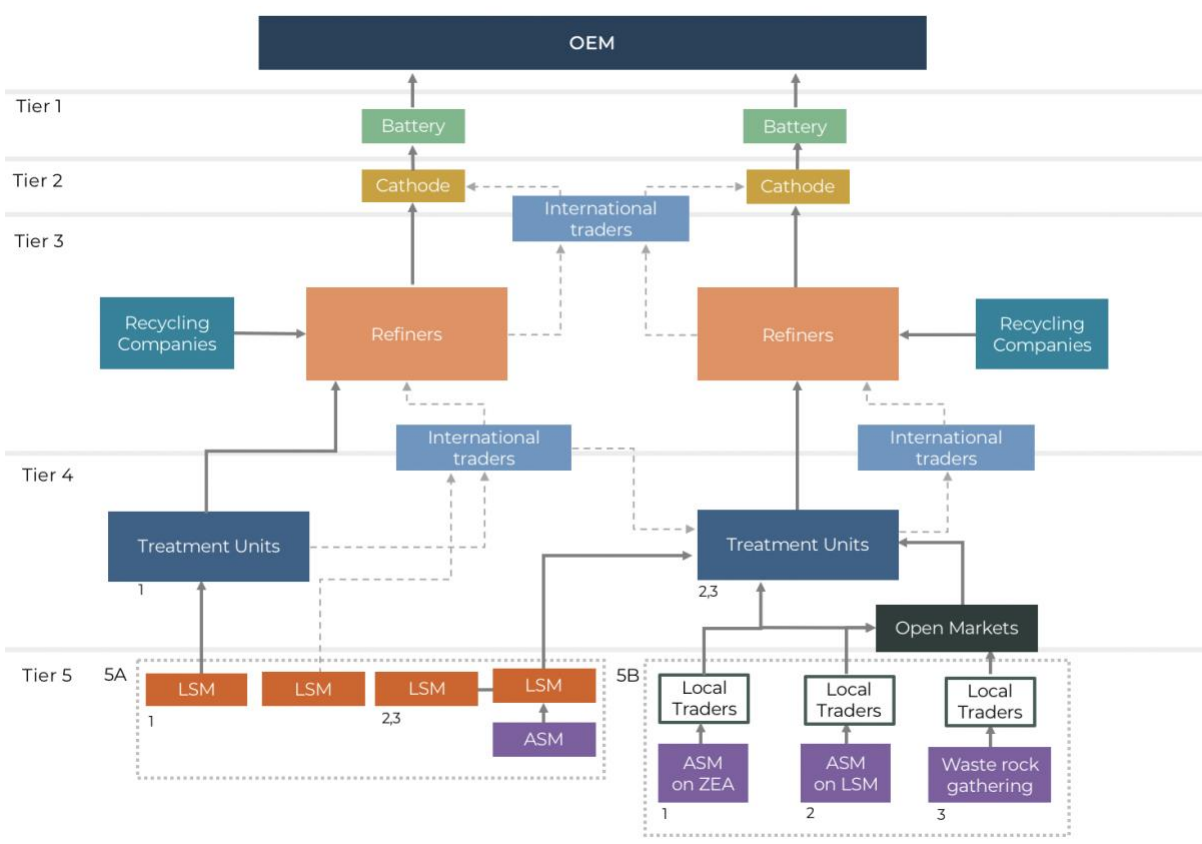 OEM
Tier 1
Battery
Battery
Tier 2
Cathode
Cathode
International
traders
Tier 3
Recycling
Companies
Refiners
Refiners
Recycling
Companies
International
traders
International
traders
Tier 4
Treatment Units
1
Treatment Units
2,3
Open Markets
Tier 5
5A
LSM
1
LSM
LSM
2,3
LSM
ASM
5B
Local
Traders
Local
Traders
Local
Traders
ASM
on ZEA
1
ASM
on LSM
2
Waste rock
gathering
3